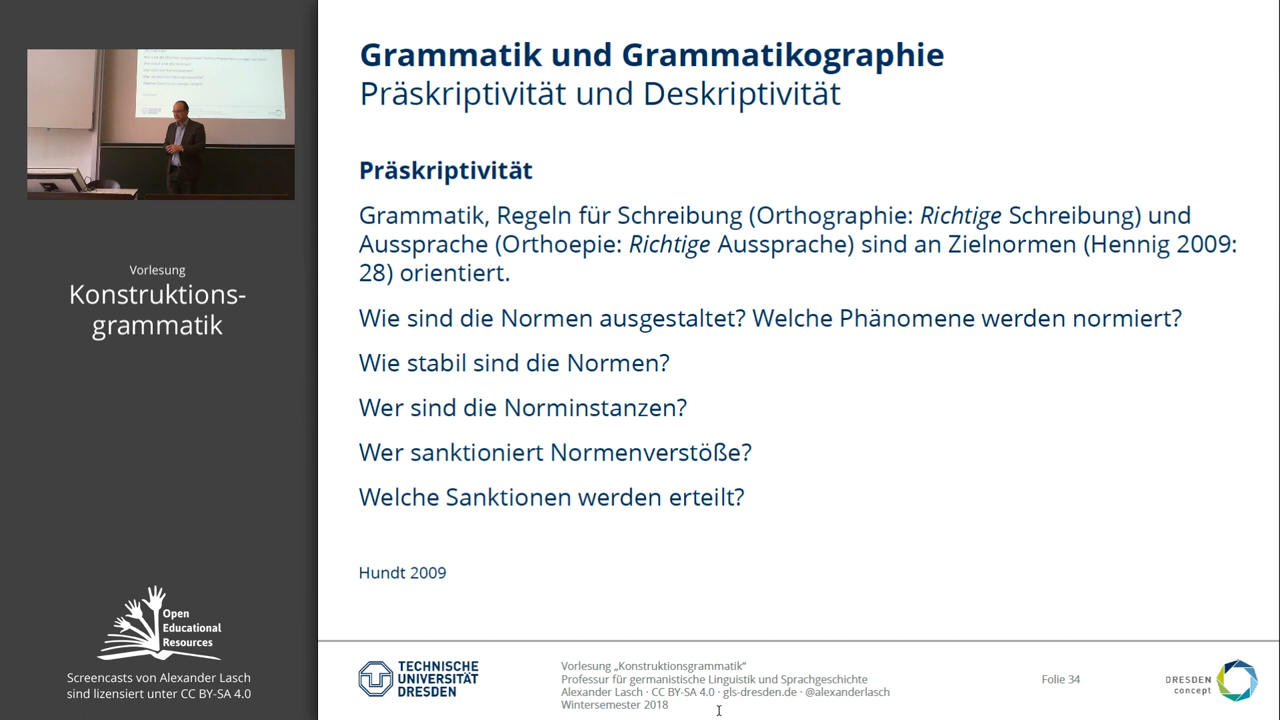 Grammatik und Grammatikographie
Präskriptivität und Deskriptivität
Präskriptivität
Grammatik, Regeln für Schreibung (Orthographie: Richtige Schreibung) und
Aussprache (Orthoepie: Richtige Aussprache) sind an Zielnormen (Hennig 2009:
28) orientiert.
Wie sind die Normen ausgestaltet? Welche Phänomene werden normiert?
Wie stabil sind die Normen?
Wer sind die Norminstanzen?
Wer sanktioniert Normenverstöße?
Welche Sanktionen werden erteilt?
Hundt 2009
Vorlesung
Konstruktions-
grammatik
Open
Educational
Resources
Screencasts von Alexander Lasch
sind lizensiert unter CC BY-SA 4.0
TECHNISCHE
UNIVERSITÄT
DRESDEN
Vorlesung „Konstruktionsgrammatik“
Professur für germanistische Linguistik und Sprachgeschichte
Alexander Lasch · CC BY-SA 4.0 · gls-dresden.de · @alexanderlasch
Wintersemester 2018
Folie 34
DRESDEN
concept